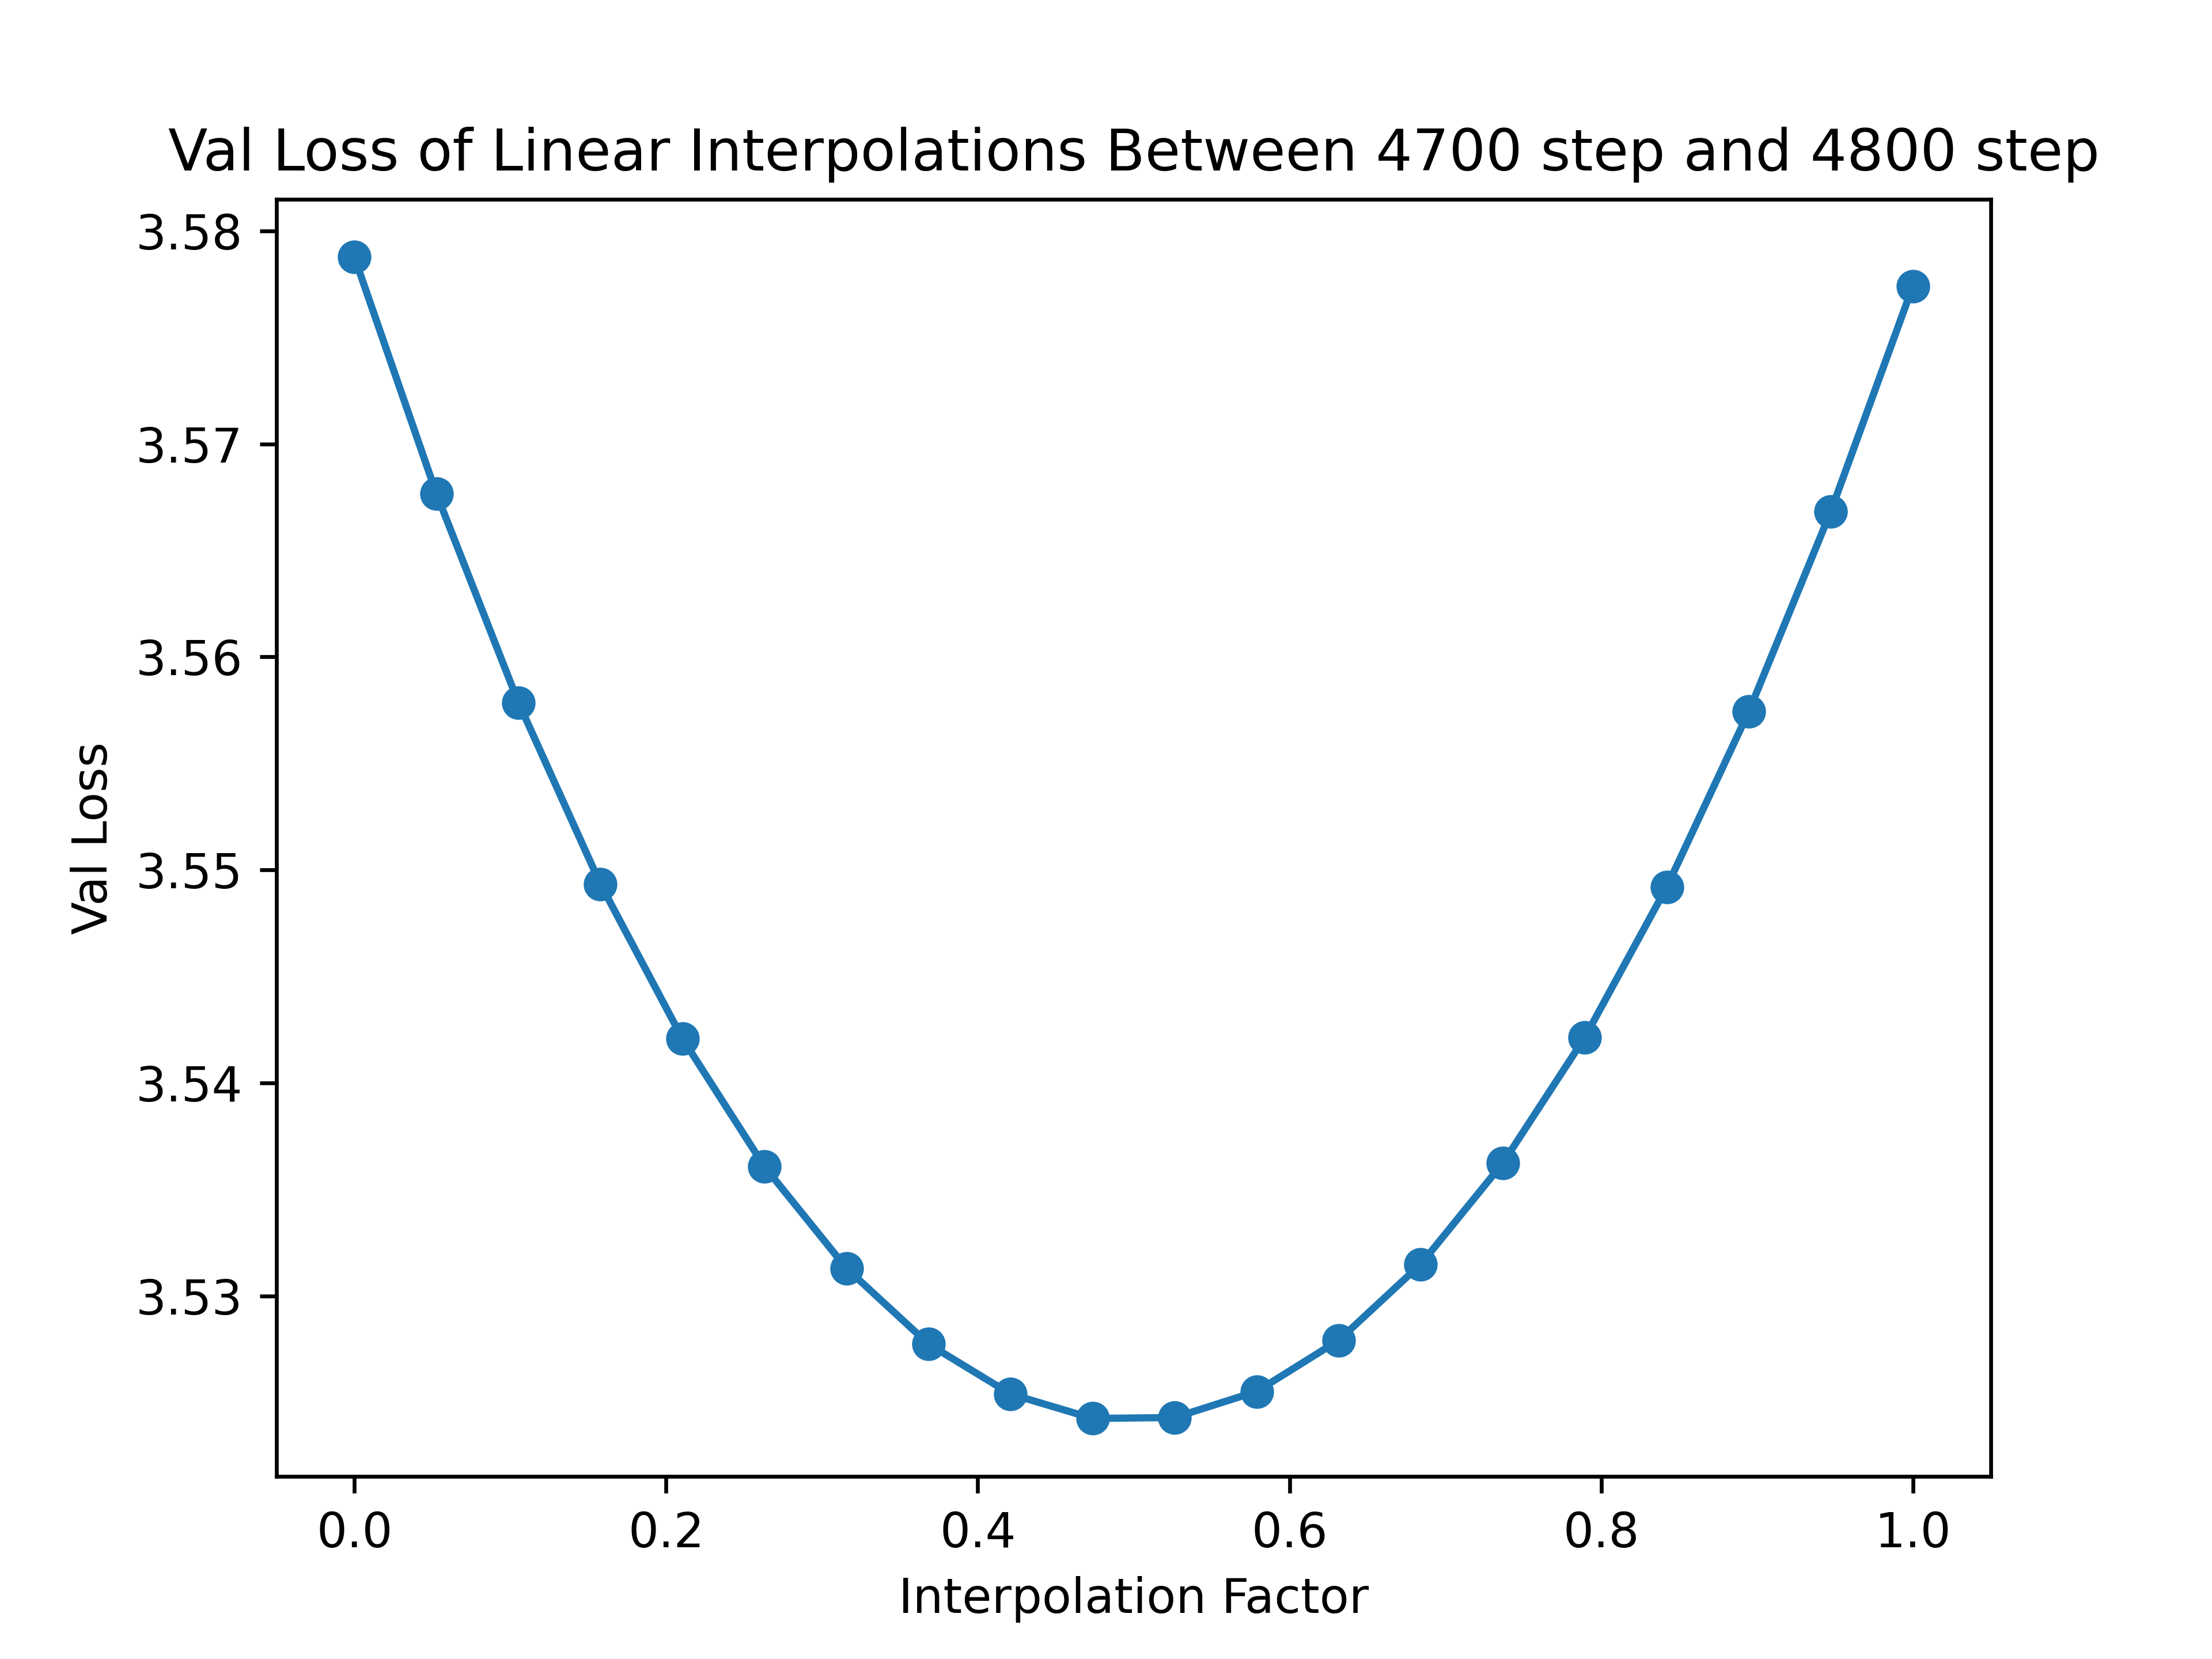 Val Loss of Linear Interpolations Between 4700 step and 4800 step
3.58
3.57
3.56
3.55
3.54
3.53
Val Loss
0.0 0.2 0.4 0.6 0.8 1.0
Interpolation Factor